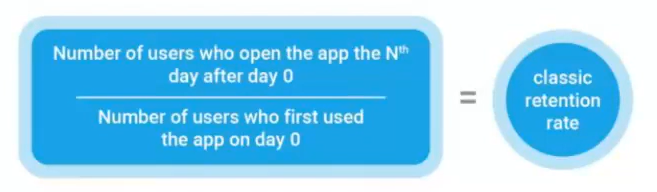 Number of users who open the app the Nth
day after day 0
Number of users who first used
the app on day 0
=
classic
retention
rate